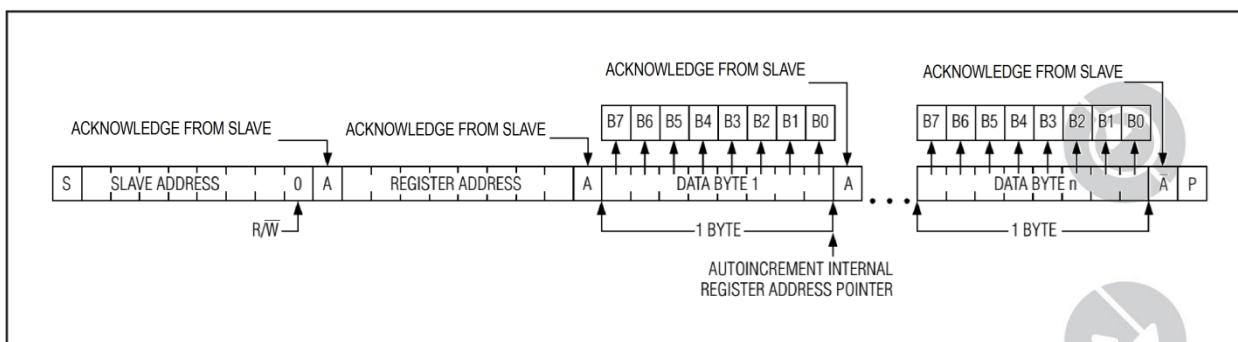 ACKNOWLEDGE FROM SLAVE
ACKNOWLEDGE FROM SLAVE
B7 B6 B5 B4 B3 B2 B1 B0
B7 B6 B5 B4 B3 B2 B1 B0
ACKNOWLEDGE FROM SLAVE
ACKNOWLEDGE FROM SLAVE
S SLAVE ADDRESS 0 A REGISTER ADDRESS A DATA BYTE 1 A ... DATA BYTE n A̅ P
R/W̅
1 BYTE
1 BYTE
AUTOINCREMENT INTERNAL
REGISTER ADDRESS POINTER